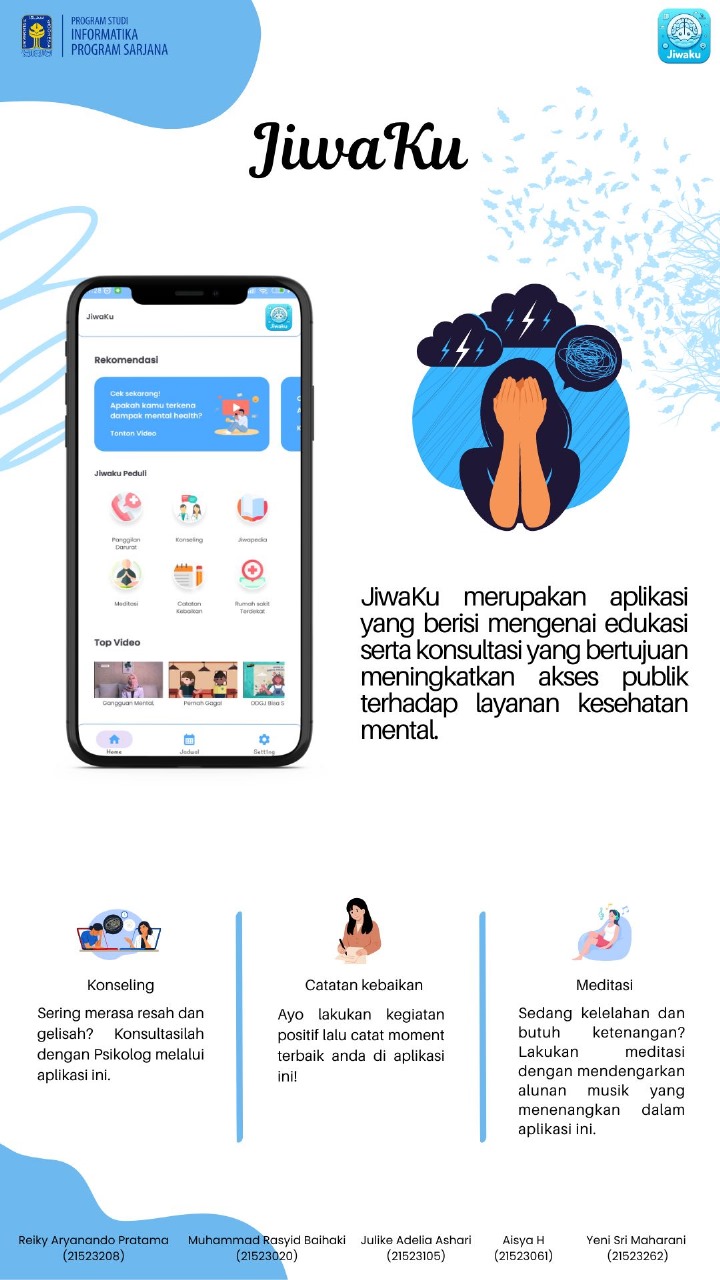 PROGRAM STUDI
INFORMATIKA
PROGRAM SARJANA
Jiwaku
JiwaKu
JiwaKu
Jiwaku
Rekomendasi
Cek sekarang!
Apakah kamu terkena
dampak mental health?
Tonton Video
Jiwaku Peduli
Panggilan
Darurat
Konseling
Jiwapedia
Meditasi
Catatan
Kebaikan
Rumah sakit
Terdekat
Top Video
Gangguan Mental,
Pernah Gagal
Home
Jadwal
Setting
JiwaKu merupakan aplikasi
yang berisi mengenai edukasi
serta konsultasi yang bertujuan
meningkatkan akses publik
terhadap layanan kesehatan
mental.
Konseling
Sering merasa resah dan
gelisah? Konsultasilah
dengan Psikolog melalui
aplikasi ini.
Catatan kebaikan
Ayo lakukan kegiatan
positif lalu catat moment
terbaik anda di aplikasi
ini!
Meditasi
Sedang kelelahan dan
butuh ketenangan?
Lakukan meditasi
dengan mendengarkan
alunan musik yang
menenangkan dalam
aplikasi ini.
Reiky Aryanando Pratama
(21523208)
Muhammad Rasyid Baihaki
(21523020)
Julike Adelia Ashari
(21523105)
Aisya H
(21523061)
Yeni Sri Maharani
(21523262)